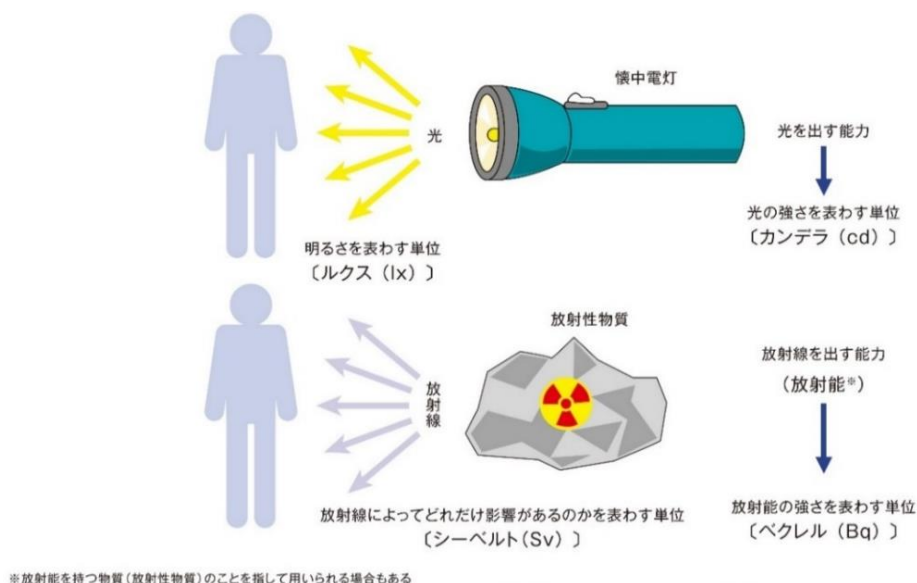 懐中電灯
光
光を出す能力
光の強さを表わす単位
〔カンデラ（cd）〕
明るさを表わす単位
〔ルクス（lx）〕
放射性物質
放射線
放射線を出す能力
（放射能※）
放射線によってどれだけ影響があるのかを表わす単位
〔シーベルト（Sv）〕
放射能の強さを表わす単位
〔ベクレル（Bq）〕
※放射能を持つ物質（放射性物質）のことを指して用いられる場合もある